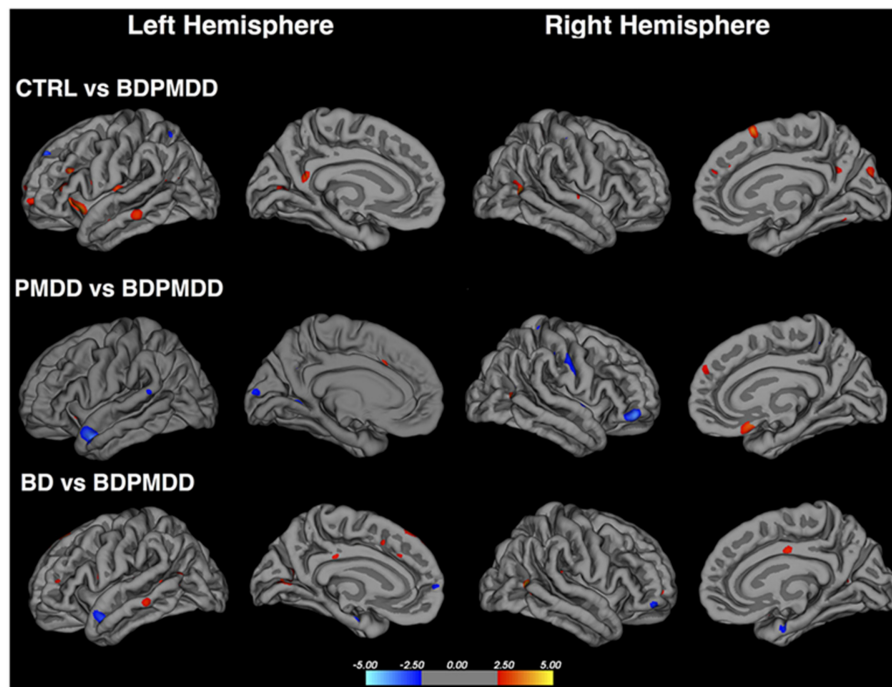 Left Hemisphere Right Hemisphere
CTRL vs BDPMDD
PMDD vs BDPMDD
BD vs BDPMDD
-5.00 -2.50 0.00 2.50 5.00